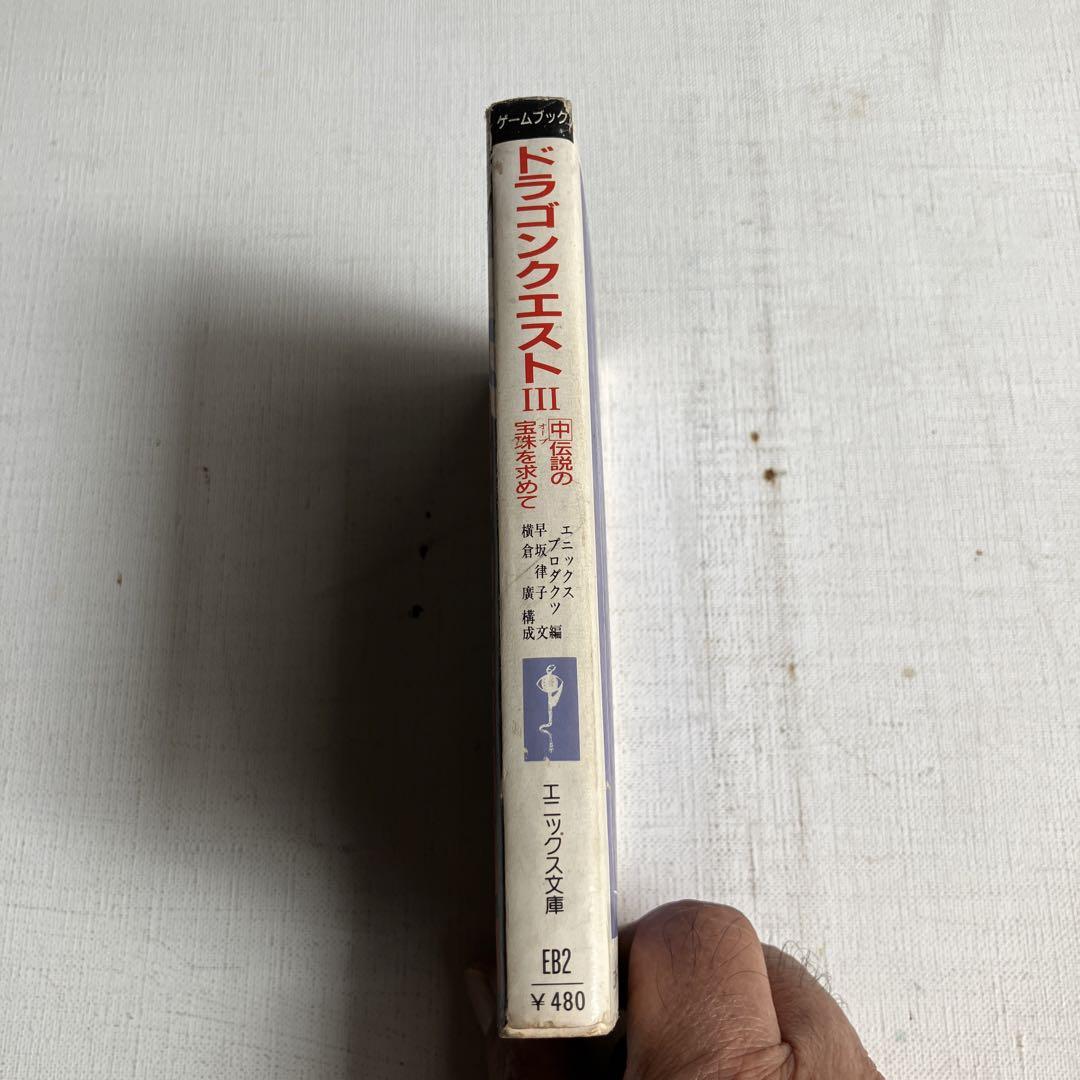 ゲームブック
ドラゴンクエストIII
中伝説の
宝珠を求めて
オーブ
エニックス
プロダクツ 編
早坂律子 文
横倉 廣 構成
エニックス文庫
EB2
¥480